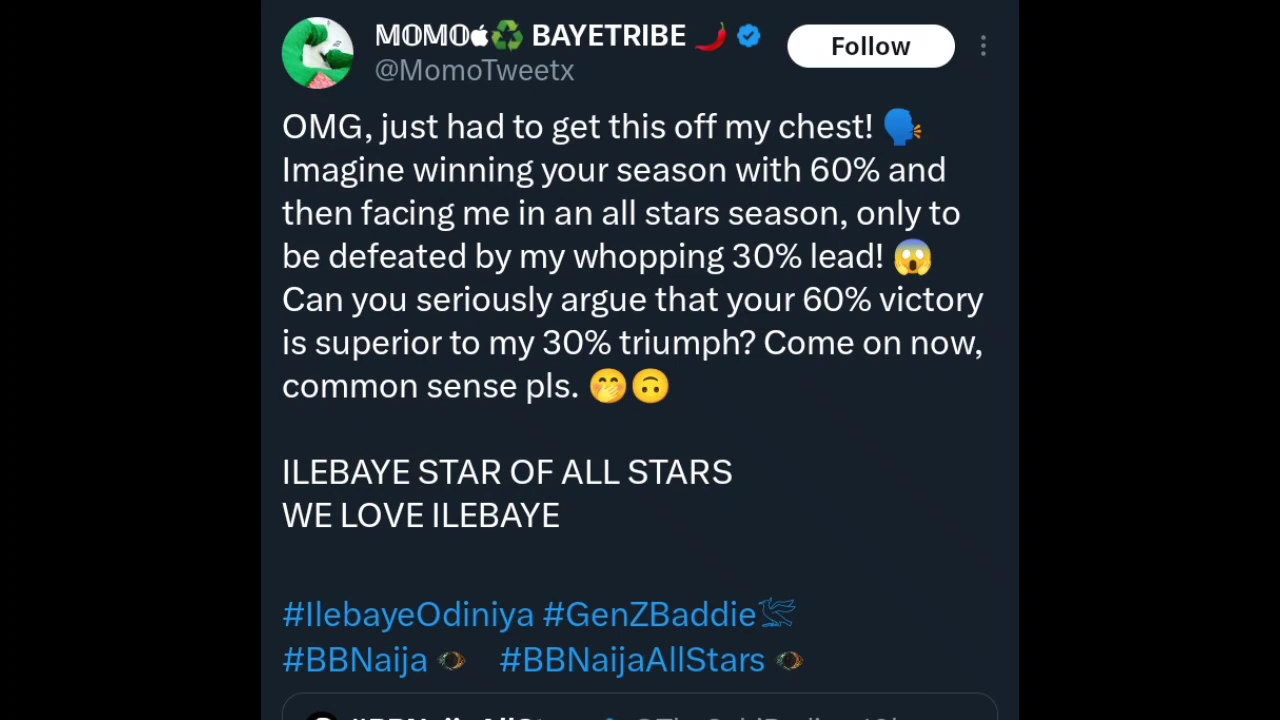 𝕄𝕆𝕄𝕆♻️ BAYETRIBE 🌶️
@MomoTweetx
Follow
OMG, just had to get this off my chest! 🗣️
Imagine winning your season with 60% and
then facing me in an all stars season, only to
be defeated by my whopping 30% lead! 😱
Can you seriously argue that your 60% victory
is superior to my 30% triumph? Come on now,
common sense pls. 🤭🙃
ILEBAYE STAR OF ALL STARS
WE LOVE ILEBAYE
#IlebayeOdiniya #GenZBaddie
#BBNaija #BBNaijaAllStars